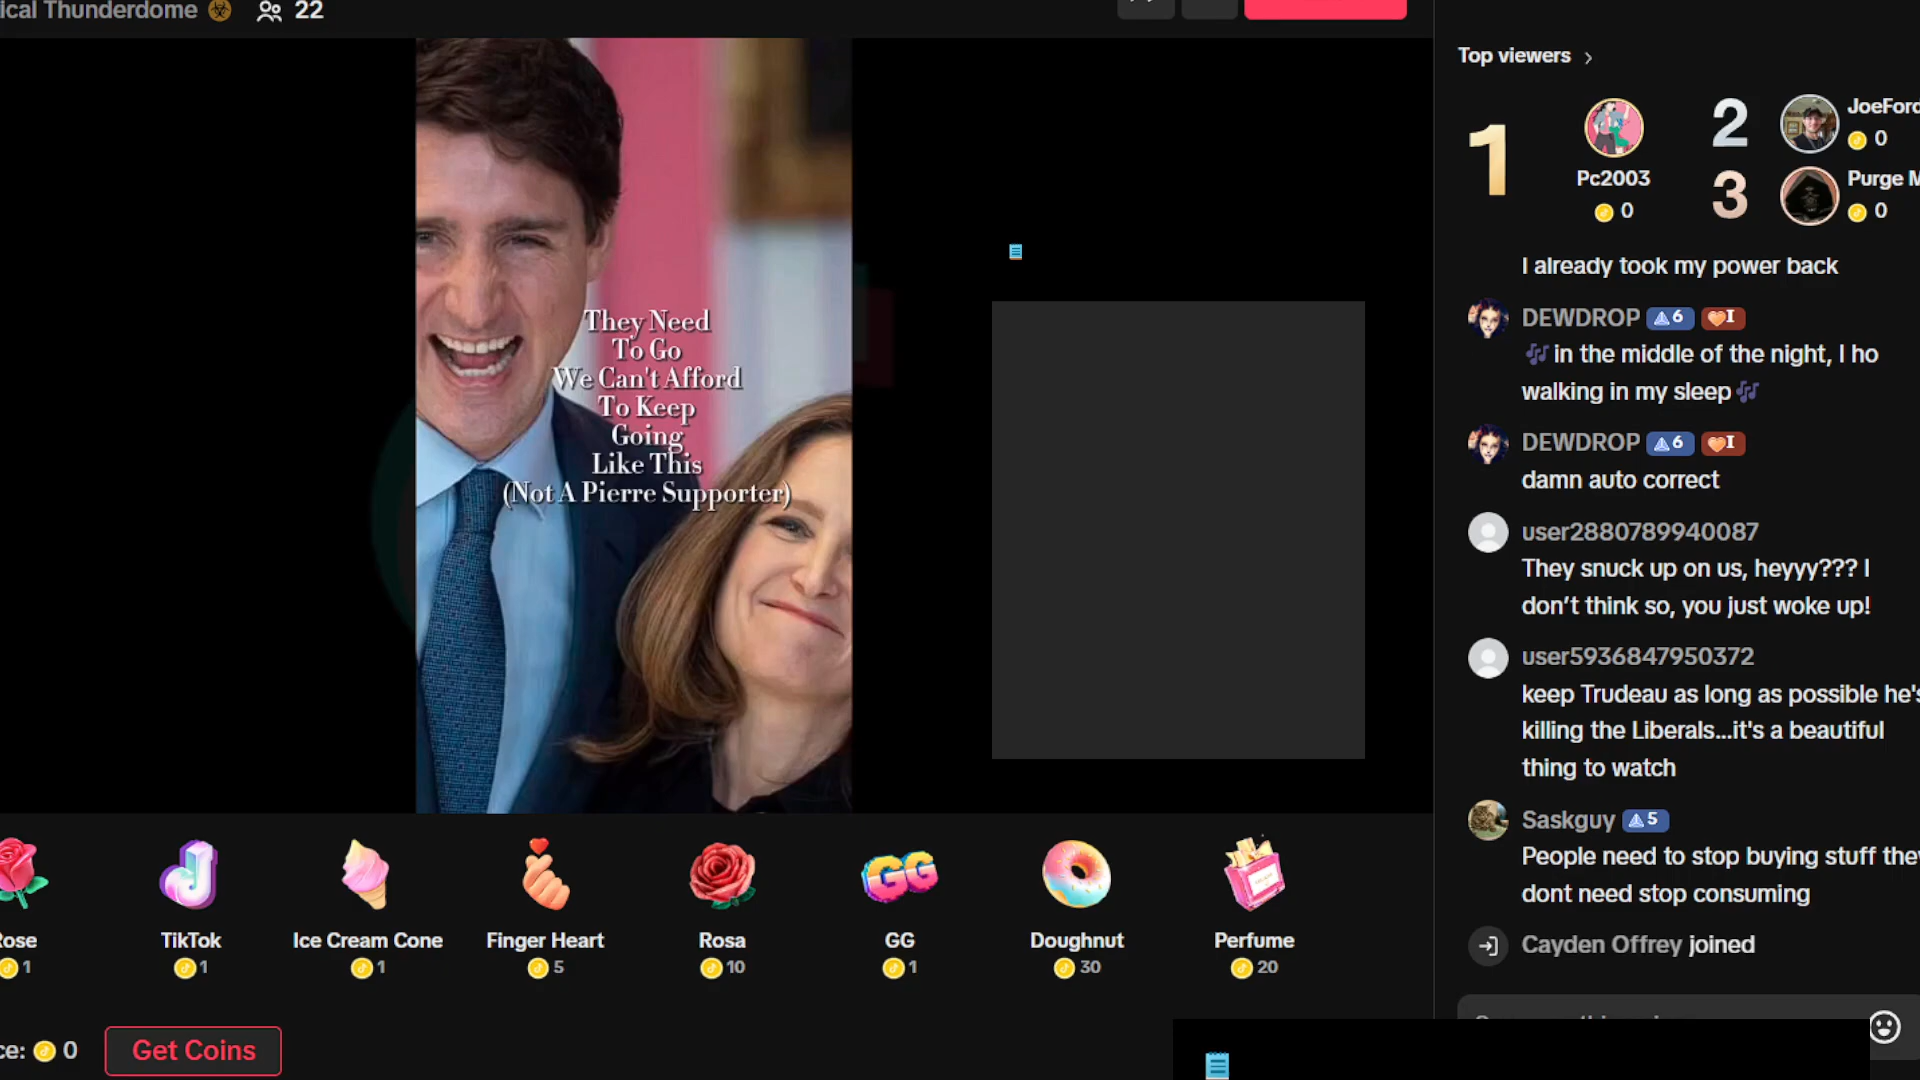 ical Thunderdome
22
They Need
To Go
We Can't Afford
To Keep
Going
Like This
(Not A Pierre Supporter)
Top viewers
1
Pc2003
0
2
JoeFord
0
3
Purge M
0
I already took my power back
DEWDROP 6 I
🎶in the middle of the night, I ho
walking in my sleep🎶
DEWDROP 6 I
damn auto correct
user2880789940087
They snuck up on us, heyyy??? I
don’t think so, you just woke up!
user5936847950372
keep Trudeau as long as possible he's
killing the Liberals...it's a beautiful
thing to watch
Saskguy 5
People need to stop buying stuff they
dont need stop consuming
Cayden Offrey joined
Rose
1
TikTok
1
Ice Cream Cone
1
Finger Heart
5
Rosa
10
GG
GG
1
Doughnut
30
Perfume
20
ce: 0
Get Coins